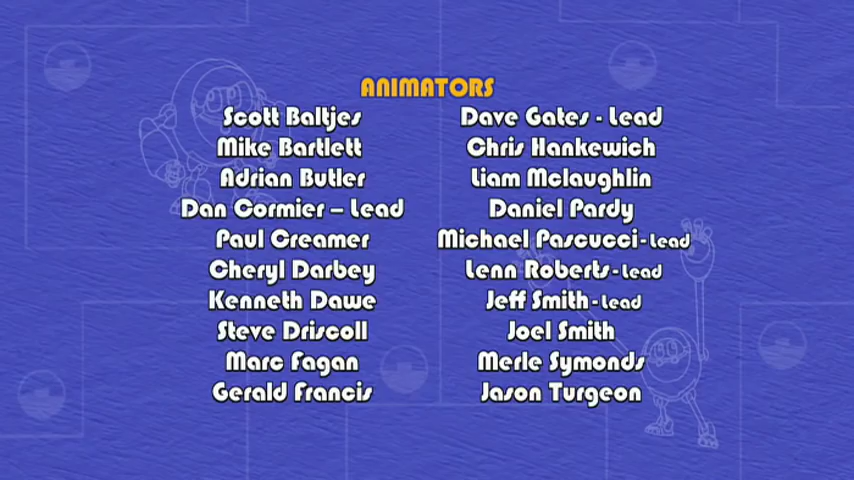 ANIMATORS
Scott Baltjes
Mike Bartlett
Adrian Butler
Dan Cormier – Lead
Paul Creamer
Cheryl Darbey
Kenneth Dawe
Steve Driscoll
Marc Fagan
Gerald Francis
Dave Gates - Lead
Chris Hankewich
Liam Mclaughlin
Daniel Pardy
Michael Pascucci - Lead
Lenn Roberts - Lead
Jeff Smith - Lead
Joel Smith
Merle Symonds
Jason Turgeon